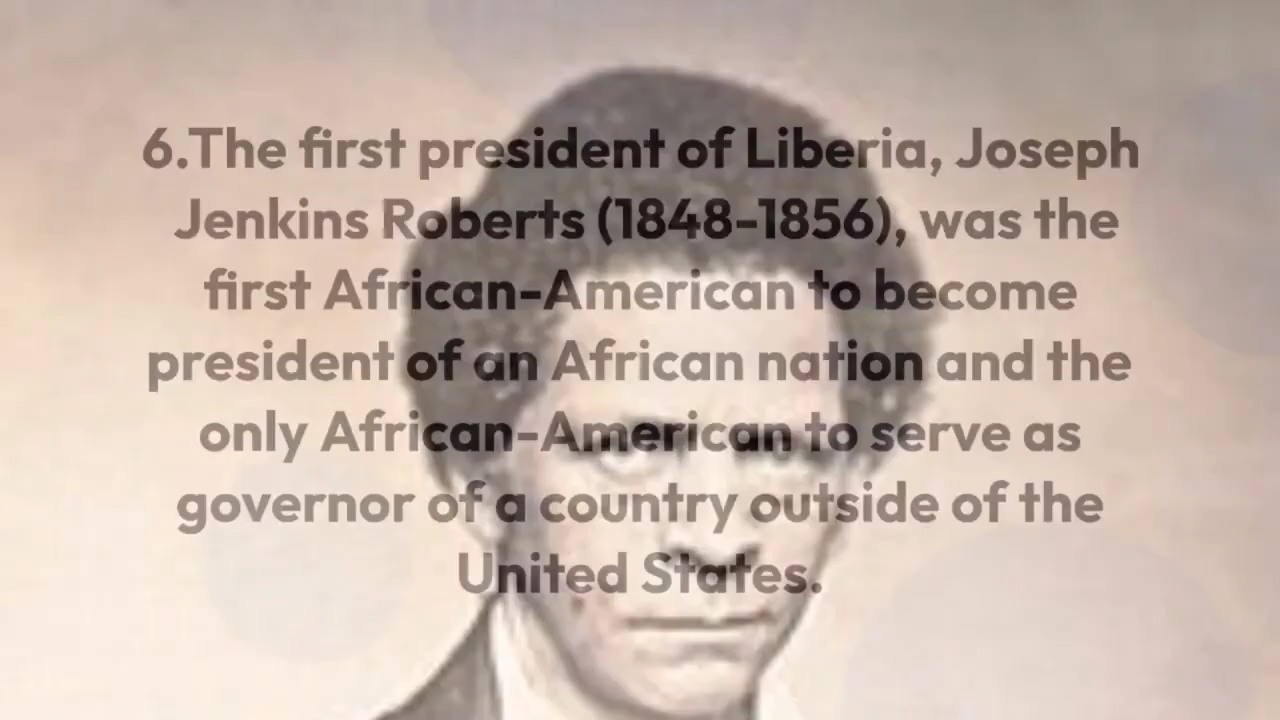 6.The first president of Liberia, Joseph
Jenkins Roberts (1848-1856), was the
first African-American to become
president of an African nation and the
only African-American to serve as
governor of a country outside of the
United States.